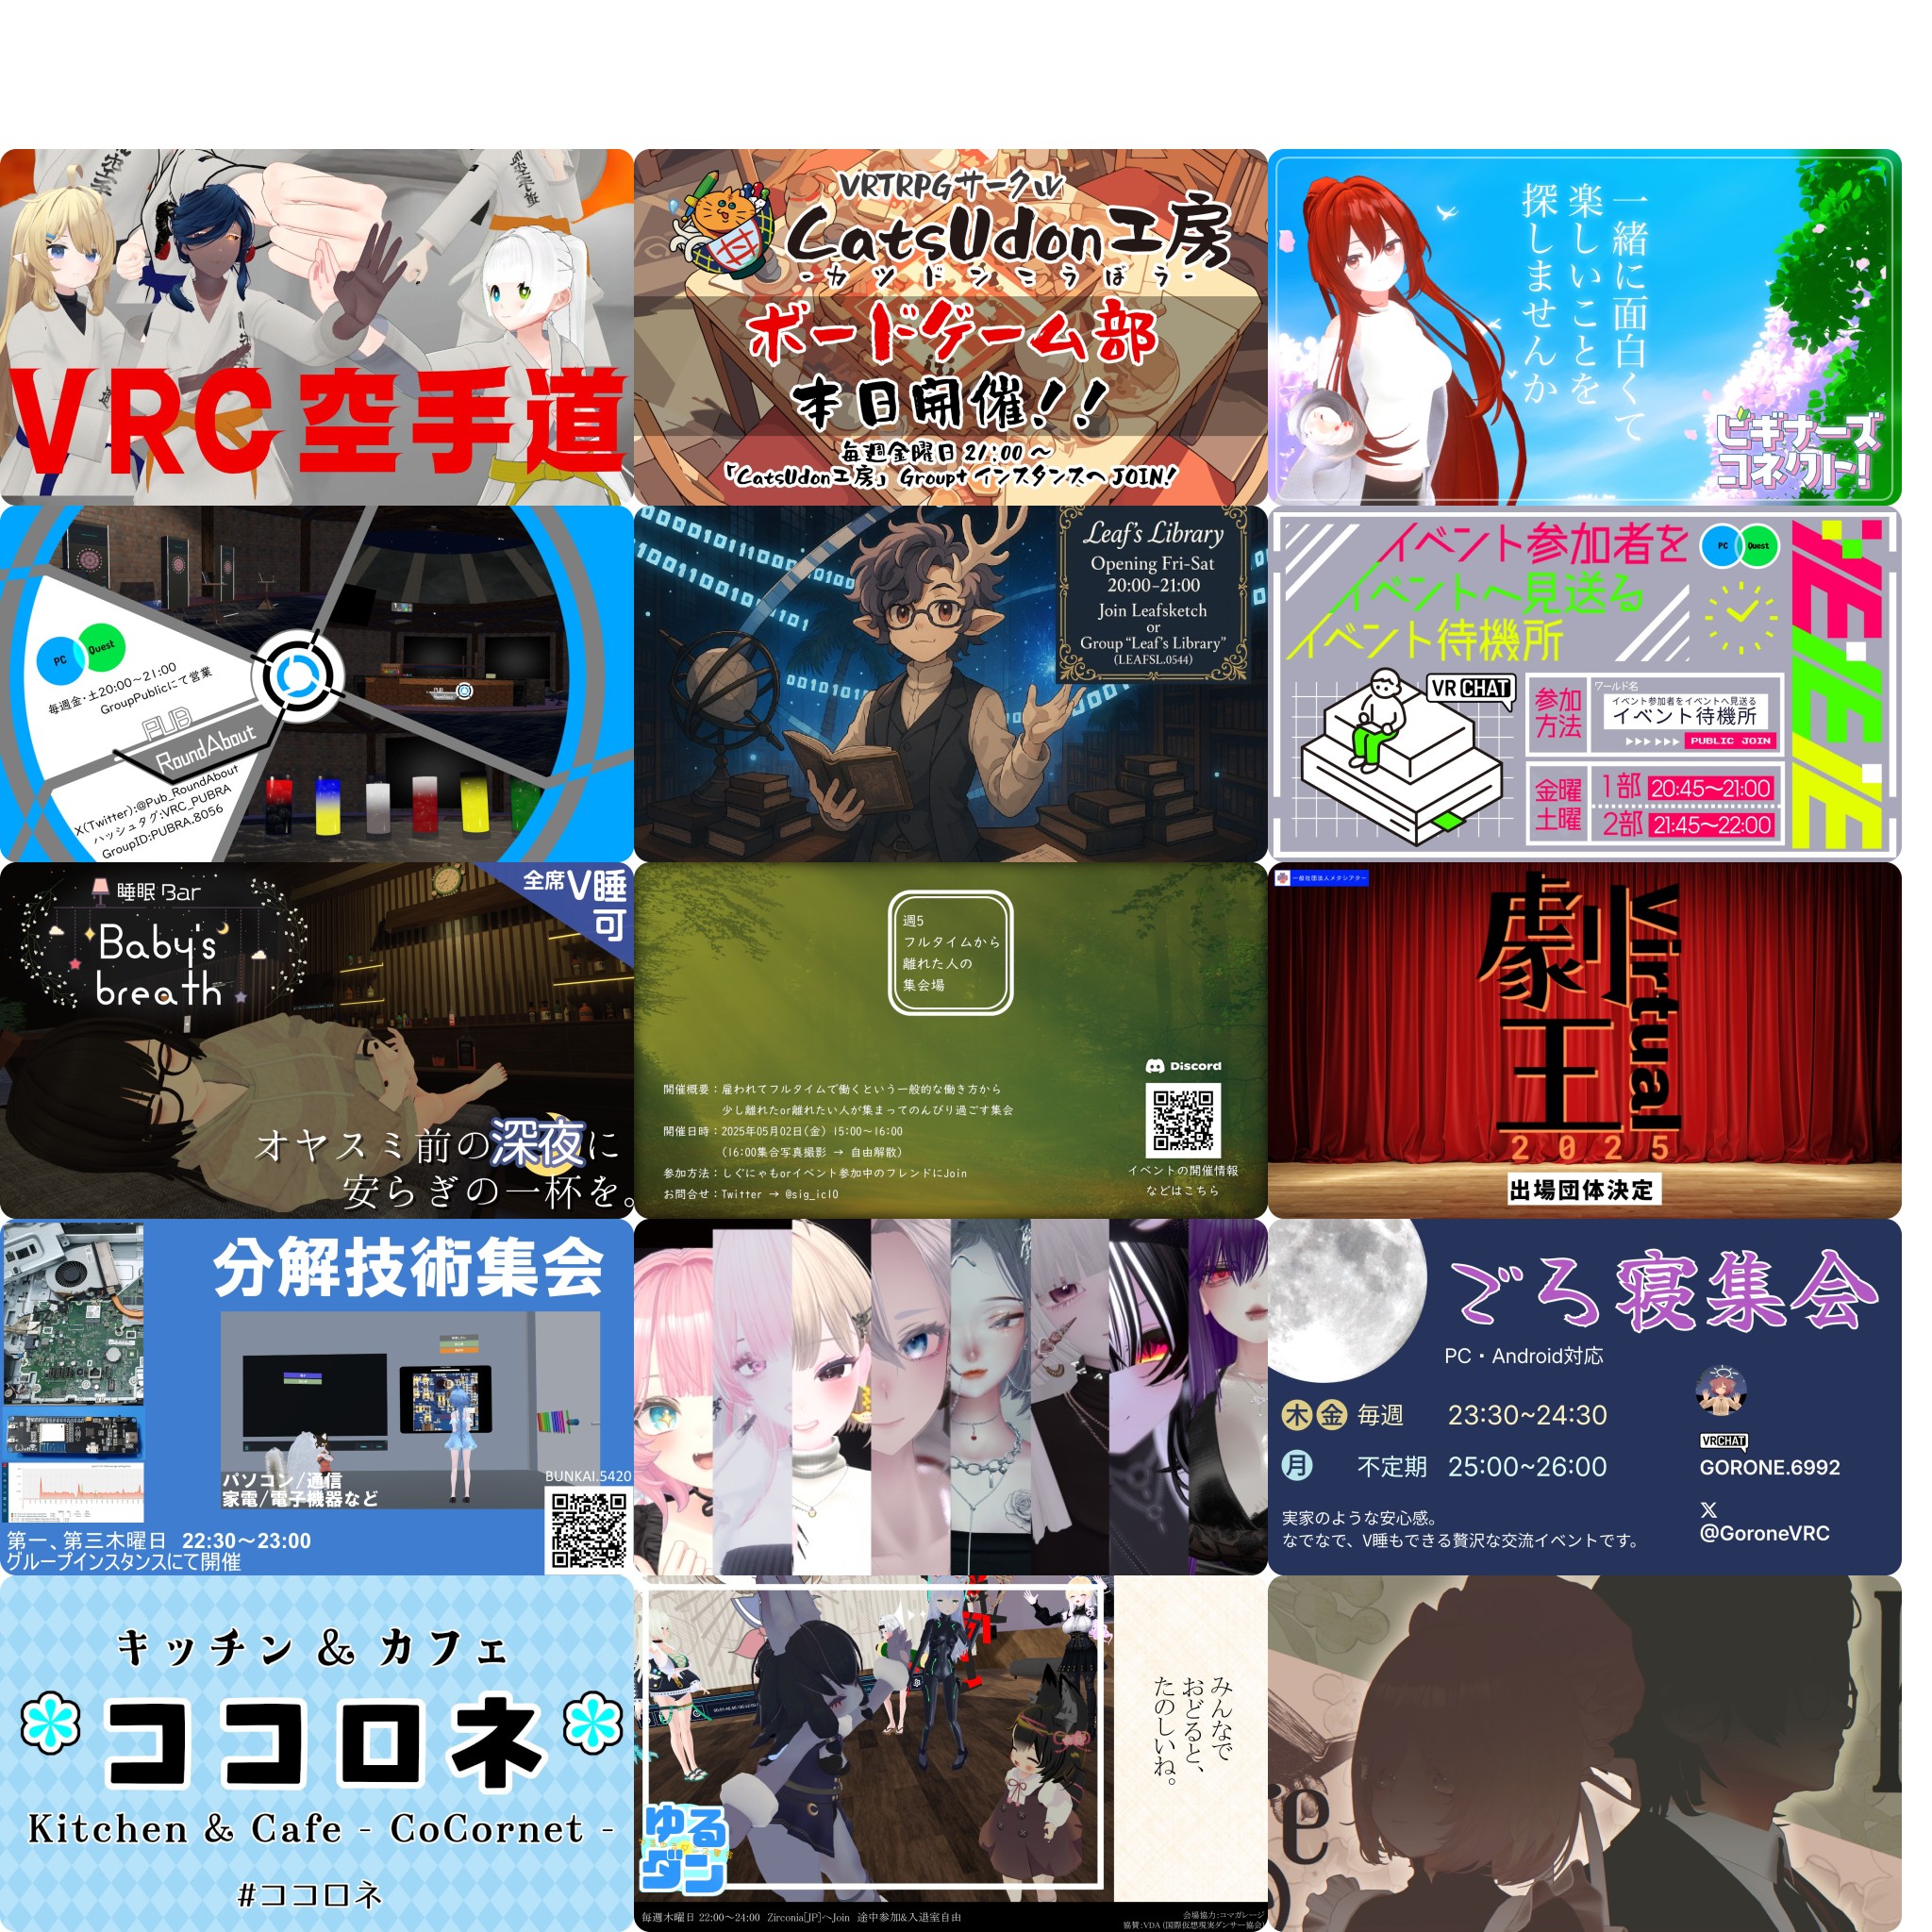 VRC空手道
VRTRPGサークル
CatsUdon工房
-カツドンこうぼう-
ボードゲーム部
本日開催!!
毎週金曜日 21:00 〜
「CatsUdon工房」 Group+ インスタンスへ JOIN!
一緒に面白くて
楽しいことを
探しませんか
ビギナーズ
コネクト!
PC Quest
毎週金・土20:00~21:00
GroupPublicにて営業
PUB
RoundAbout
X(Twitter):@Pub_RoundAbout
ハッシュタグ:VRC_PUBRA
GroupID:PUBRA.8056
Leaf's Library
Opening Fri-Sat
20:00-21:00
Join Leafsketch
or
Group "Leaf's Library"
(LEAFSL.0544)
イベント参加者を
イベントへ見送る
イベント待機所
PC Quest
VRCHAT
参加
方法
ワールド名
イベント参加者をイベントへ見送る
イベント待機所
PUBLIC JOIN
金曜
土曜
1部 20:45~21:00
2部 21:45~22:00
睡眠 Bar
Baby's
breath
全席V睡
可
オヤスミ前の深夜に
安らぎの一杯を。
週5
フルタイムから
離れた人の
集会場
開催概要：雇われてフルタイムで働くという一般的な働き方から
少し離れたor離れたい人が集まってのんびり過ごす集会
開催日時：2025年05月02日(金) 15:00~16:00
(16:00集合写真撮影 → 自由解散)
参加方法：しぐにゃもorイベント参加中のフレンドにJoin
お問合せ：Twitter → @sig_ic10
Discord
イベントの開催情報
などはこちら
一般社団法人メタシアター
劇王
Virtual
2025
出場団体決定
分解技術集会
パソコン/通信
家電/電子機器など
BUNKAI.5420
第一、第三木曜日 22:30～23:00
グループインスタンスにて開催
ごろ寝集会
PC・Android対応
木 金 毎週 23:30~24:30
月 不定期 25:00~26:00
VRCHAT
GORONE.6992
X
@GoroneVRC
実家のような安心感。
なでなで、V睡もできる贅沢な交流イベントです。
キッチン & カフェ
ココロネ
Kitchen & Cafe - CoCornet -
#ココロネ
みんなで
おどると、
たのしいね。
ゆる
ダン
毎週木曜日 22:00~24:00 Zirconia[JP]へJoin 途中参加&入退室自由
会場協力:コマガレージ
協賛:VDA (国際仮想現実ダンサー協会)